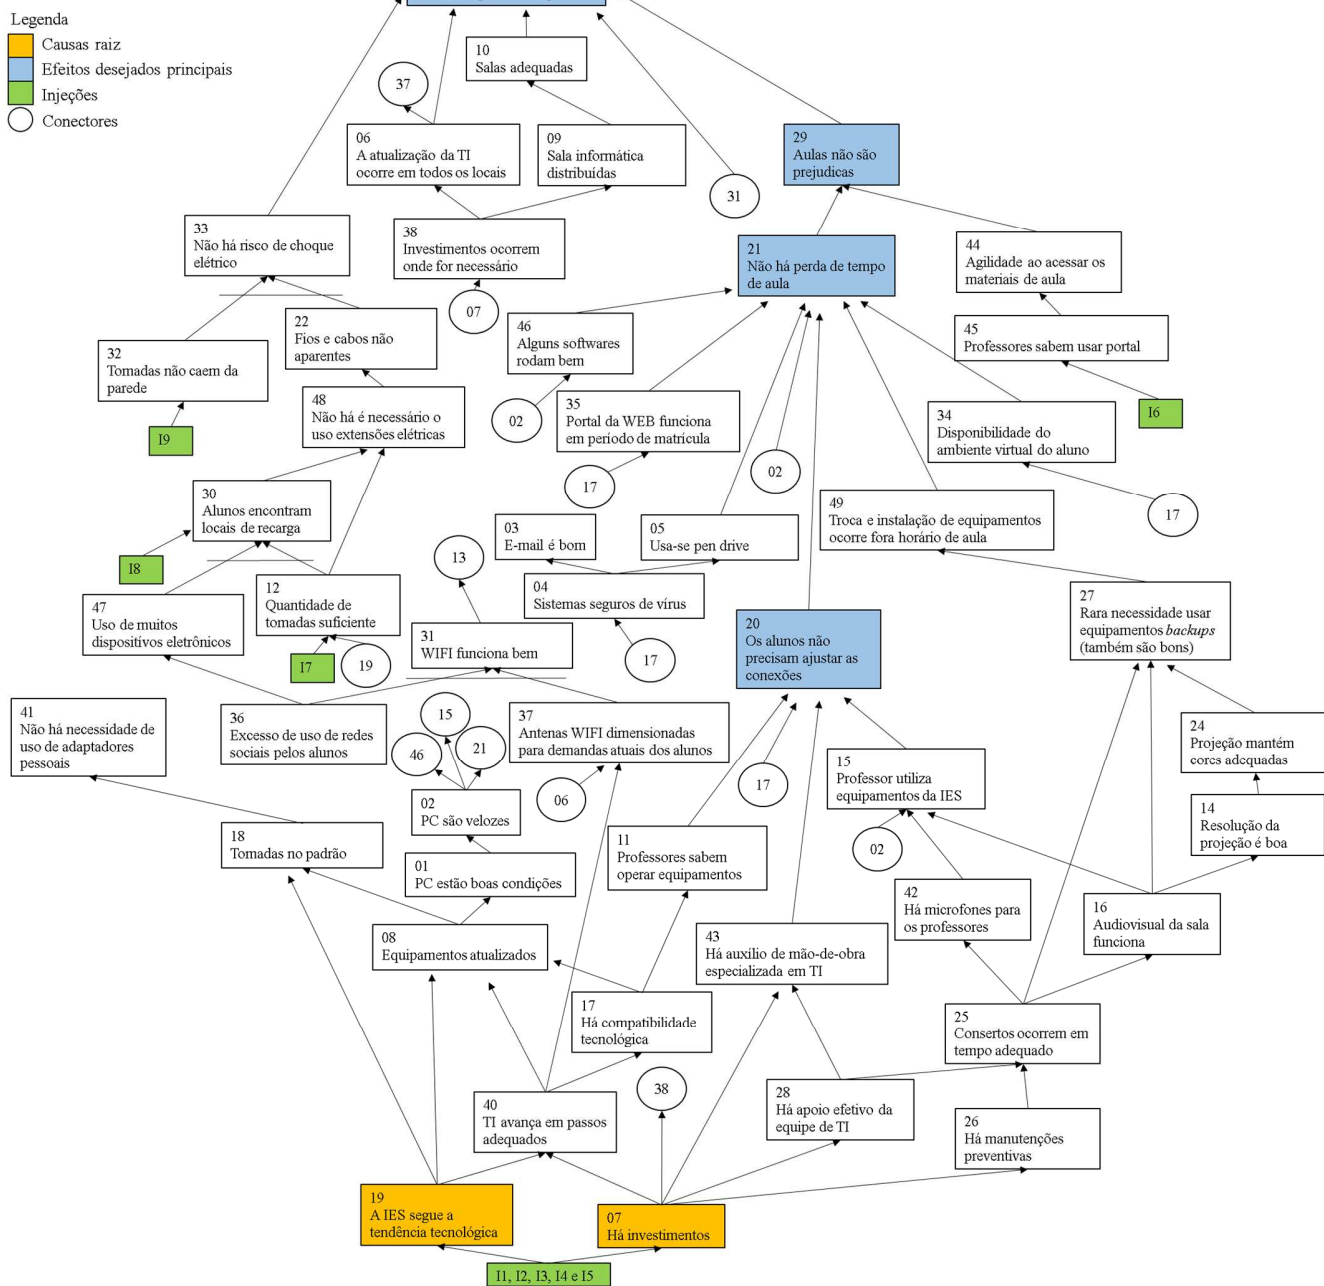 Legenda
Causas raiz
Efeitos desejados principais
Injeções
Conectores
10
Salas adequadas
37
06
A atualização da TI
ocorre em todos os locais
09
Sala informática
distribuídas
29
Aulas não são
prejudicas
31
33
Não há risco de choque
elétrico
38
Investimentos ocorrem
onde for necessário
21
Não há perda de tempo
de aula
44
Agilidade ao acessar os
materiais de aula
07
22
Fios e cabos não
aparentes
46
Alguns softwares
rodam bem
45
Professores sabem usar portal
32
Tomadas não caem da
parede
48
Não há é necessário o
uso extensões elétricas
02
35
Portal da WEB funciona
em período de matrícula
34
Disponibilidade do
ambiente virtual do aluno
I6
I9
02
17
30
Alunos encontram
locais de recarga
49
Troca e instalação de equipamentos
ocorre fora horário de aula
17
03
E-mail é bom
05
Usa-se pen drive
13
I8
04
Sistemas seguros de vírus
12
Quantidade de
tomadas suficiente
47
Uso de muitos
dispositivos eletrônicos
27
Rara necessidade usar
equipamentos backups
(também são bons)
20
Os alunos não
precisam ajustar as
conexões
31
WIFI funciona bem
I7
19
17
41
Não há necessidade de
uso de adaptadores
pessoais
36
Excesso de uso de redes
sociais pelos alunos
15
37
Antenas WIFI dimensionadas
para demandas atuais dos alunos
24
Projeção mantém
cores adequadas
46
21
15
Professor utiliza
equipamentos da IES
17
06
02
PC são velozes
14
Resolução da
projeção é boa
18
Tomadas no padrão
11
Professores sabem
operar equipamentos
02
01
PC estão boas condições
42
Há microfones para
os professores
16
Audiovisual da sala
funciona
08
Equipamentos atualizados
43
Há auxílio de mão-de-obra
especializada em TI
17
Há compatibilidade
tecnológica
25
Consertos ocorrem em
tempo adequado
38
28
Há apoio efetivo da
equipe de TI
40
TI avança em passos
adequados
26
Há manutenções
preventivas
19
A IES segue a
tendência tecnológica
07
Há investimentos
I1, I2, I3, I4 e I5